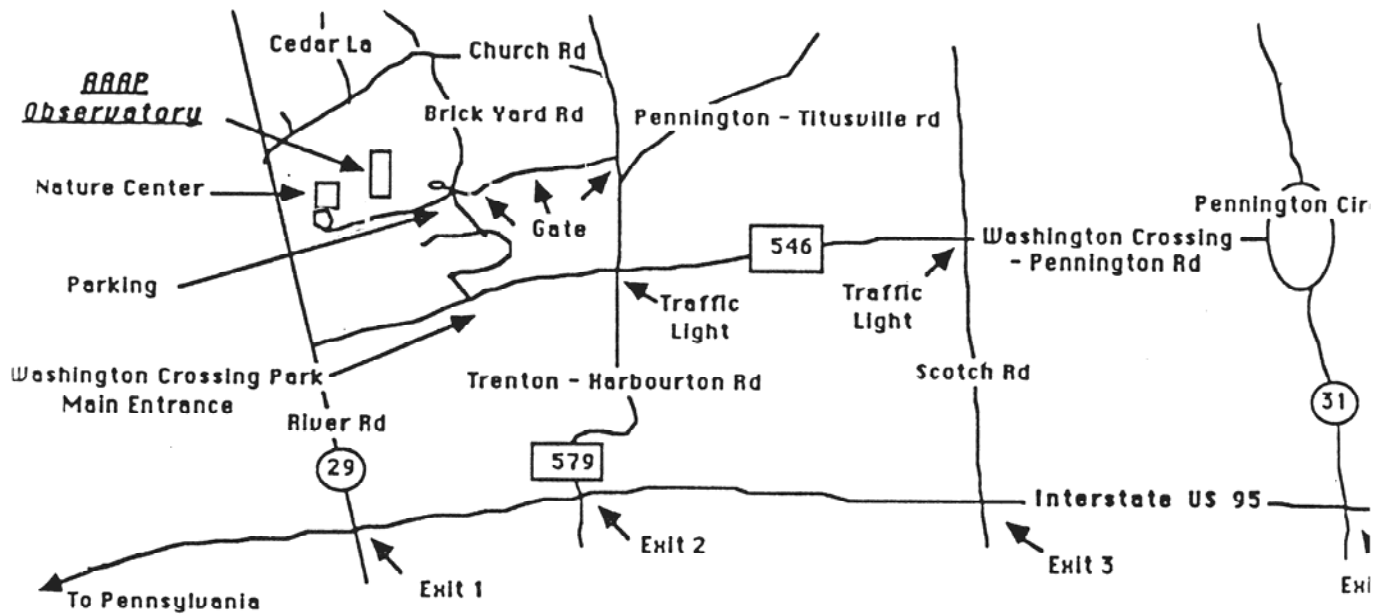 Cedar La
Church Rd
AAAP
Observatory
Brick Yard Rd
Pennington - Titusville rd
Nature Center
Gate
Pennington Cir
546
Washington Crossing
- Pennington Rd
Parking
Traffic
Light
Traffic
Light
Washington Crossing Park
Main Entrance
Trenton - Harbourton Rd
Scotch Rd
31
River Rd
29
579
Interstate US 95
Exit 2
Exit 3
Exit 1
Exi
To Pennsylvania